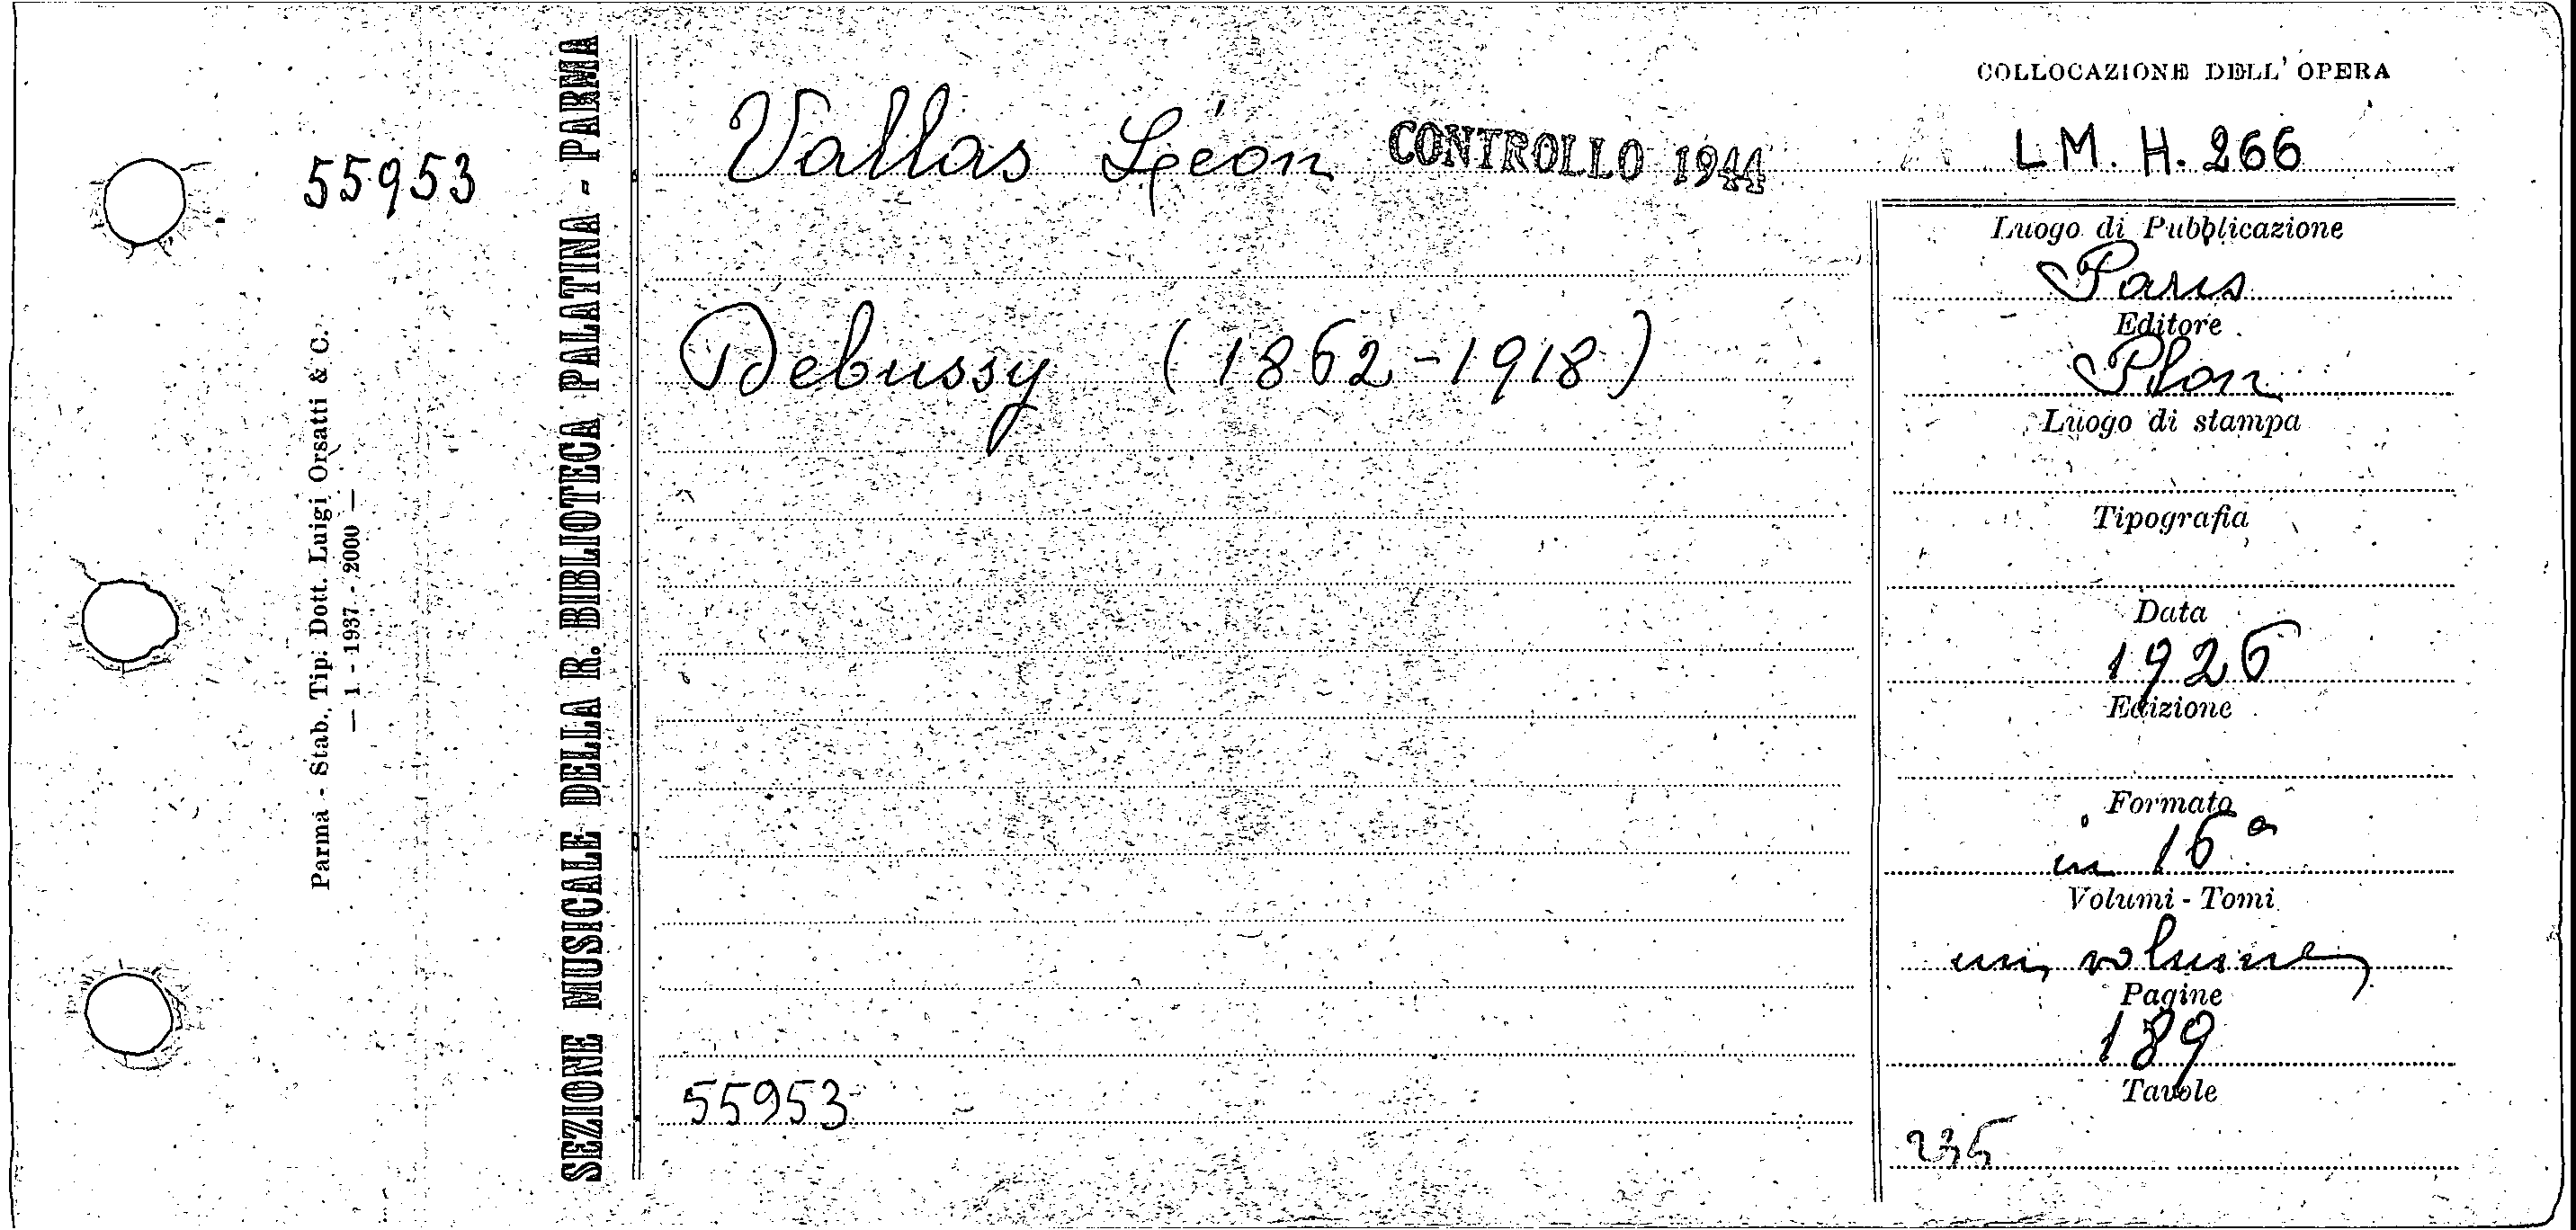 55953
Parma - Stab. Tip. Dott. Luigi Orsatti & C.
— 1 - 1937 - 2000 —
SEZIONE MUSICALE DELLA R. BIBLIOTECA PALATINA - PARMA
Vallas Léon CONTROLLO 1944
Debussy (1862-1918)
55953
COLLOCAZIONE DELL' OPERA
LM. H. 266
Luogo di Pubblicazione
Paris
Editore
Plon
Luogo di stampa
Tipografia
Data
1926
Edizione
Formato
in 16°
Volumi - Tomi
un volume
Pagine
189
Tavole
235